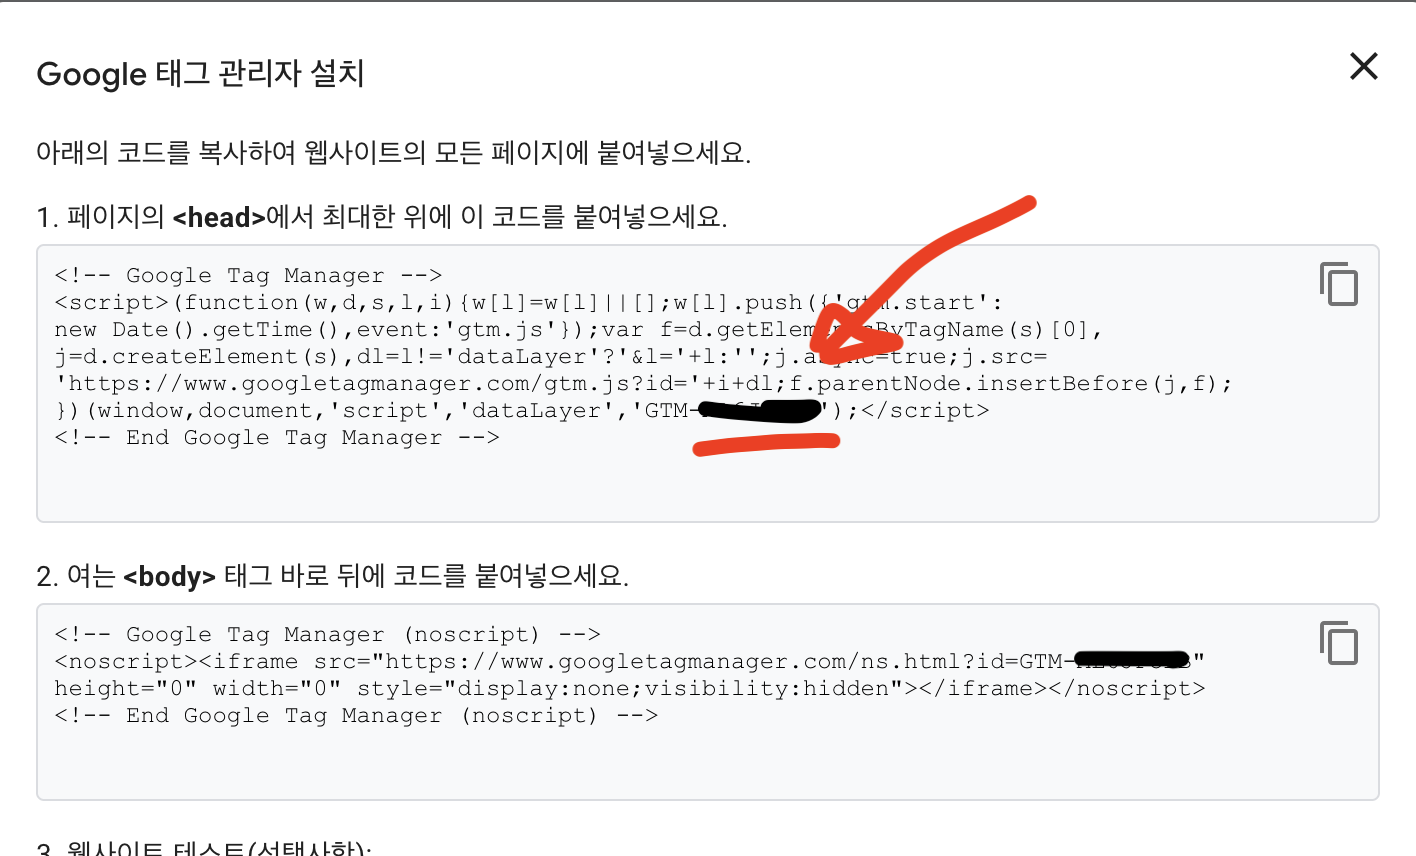 Google 태그 관리자 설치
아래의 코드를 복사하여 웹사이트의 모든 페이지에 붙여넣으세요.
1. 페이지의 <head>에서 최대한 위에 이 코드를 붙여넣으세요.
<!-- Google Tag Manager -->
<script>(function(w,d,s,l,i){w[l]=w[l]||[];w[l].push({'gtm.start':
new Date().getTime(),event:'gtm.js'});var f=d.getElementsByTagName(s)[0],
j=d.createElement(s),dl=l!='dataLayer'?'&l='+l:'';j.async=true;j.src=
'https://www.googletagmanager.com/gtm.js?id='+i+dl;f.parentNode.insertBefore(j,f);
})(window,document,'script','dataLayer','GTM-');</script>
<!-- End Google Tag Manager -->
2. 여는 <body> 태그 바로 뒤에 코드를 붙여넣으세요.
<!-- Google Tag Manager (noscript) -->
<noscript><iframe src="https://www.googletagmanager.com/ns.html?id=GTM-"
height="0" width="0" style="display:none;visibility:hidden"></iframe></noscript>
<!-- End Google Tag Manager (noscript) -->
3. 웹사이트 테스트(선택사항):